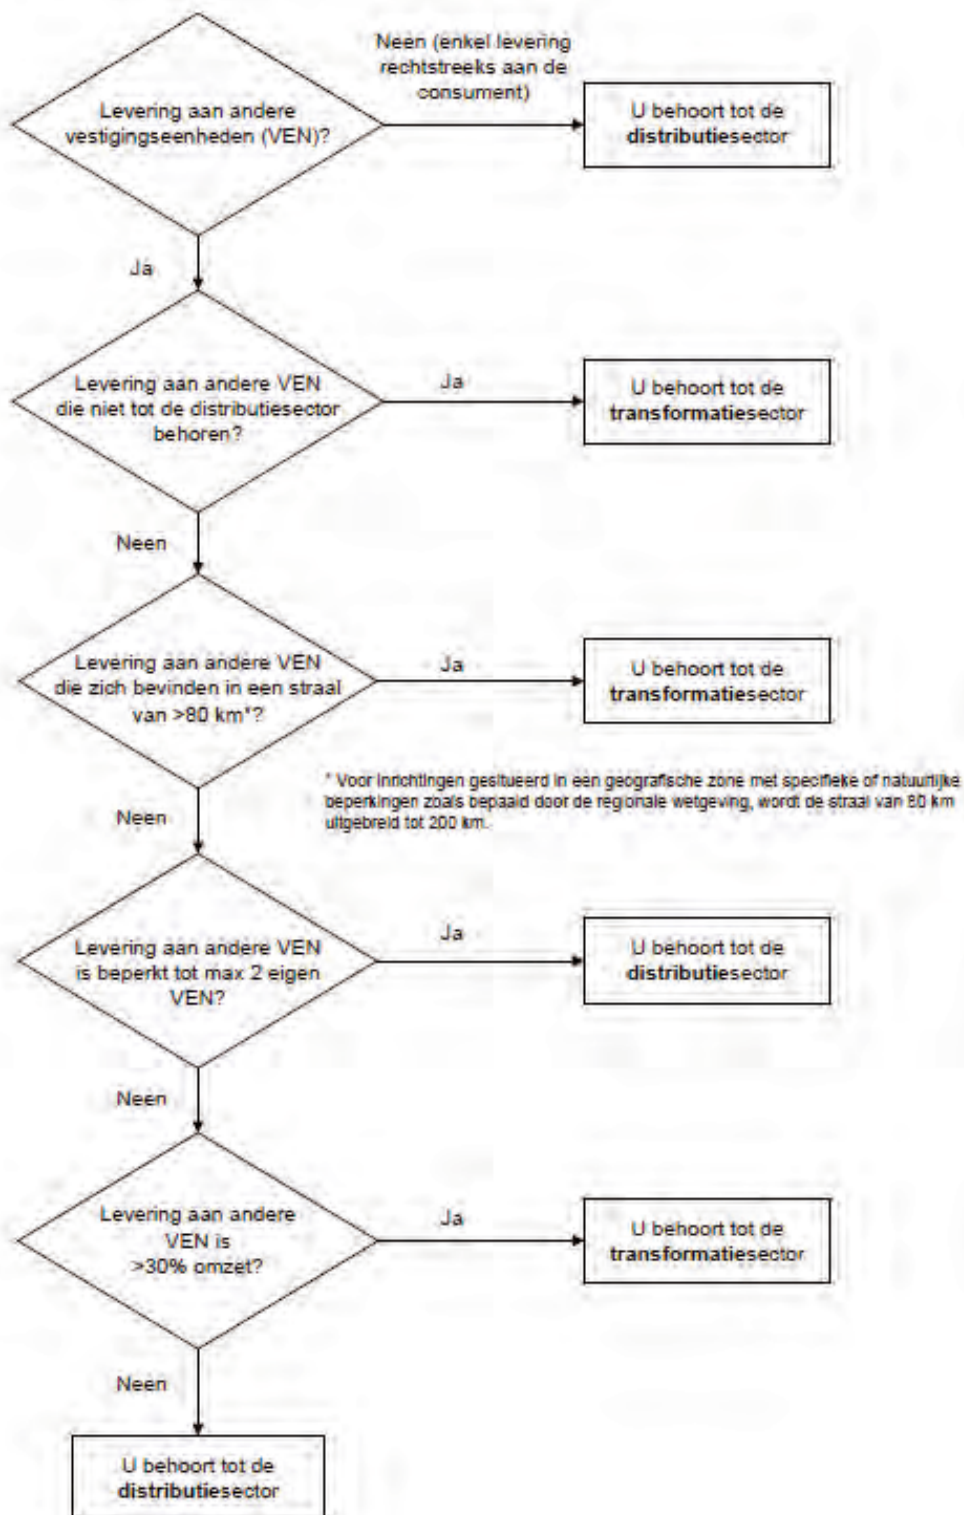 Neen (enkel levering
rechtstreeks aan de
consument)
Levering aan andere
vestigingseenheden (VEN)?
U behoort tot de
distributiesector
Ja
Levering aan andere VEN
die niet tot de distributiesector
behoren?
Ja
U behoort tot de
transformatiesector
Neen
Levering aan andere VEN
die zich bevinden in een straal
van >80 km*?
Ja
U behoort tot de
transformatiesector
* Voor inrichtingen gesitueerd in een geografische zone met specifieke of natuurlijke
beperkingen zoals bepaald door de regionale wetgeving, wordt de straal van 80 km
uitgebreid tot 200 km.
Neen
Levering aan andere VEN
is beperkt tot max 2 eigen
VEN?
Ja
U behoort tot de
distributiesector
Neen
Levering aan andere
VEN is
>30% omzet?
Ja
U behoort tot de
transformatiesector
Neen
U behoort tot de
distributiesector